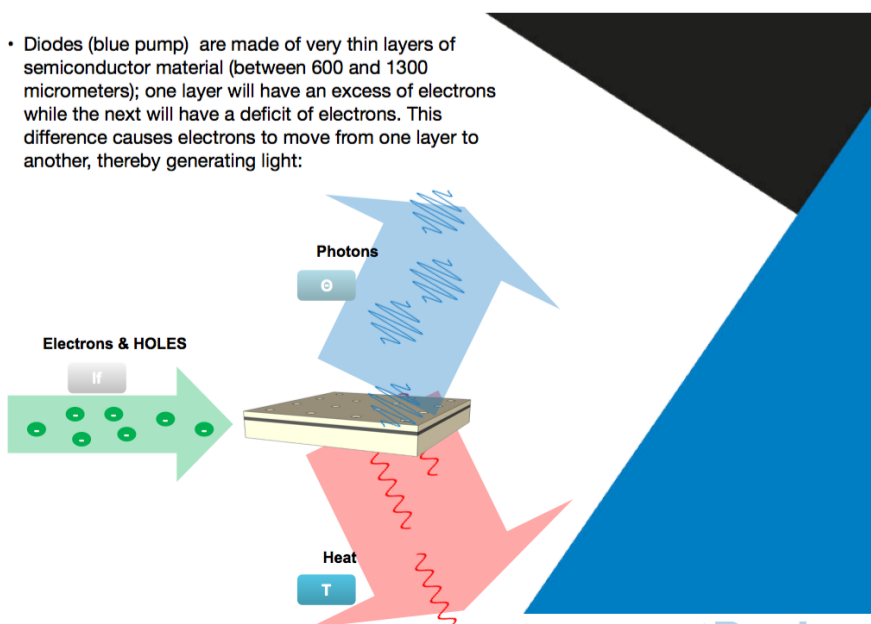 • Diodes (blue pump) are made of very thin layers of
semiconductor material (between 600 and 1300
micrometers); one layer will have an excess of electrons
while the next will have a deficit of electrons. This
difference causes electrons to move from one layer to
another, thereby generating light:
Photons
Θ
Electrons & HOLES
If
Heat
T